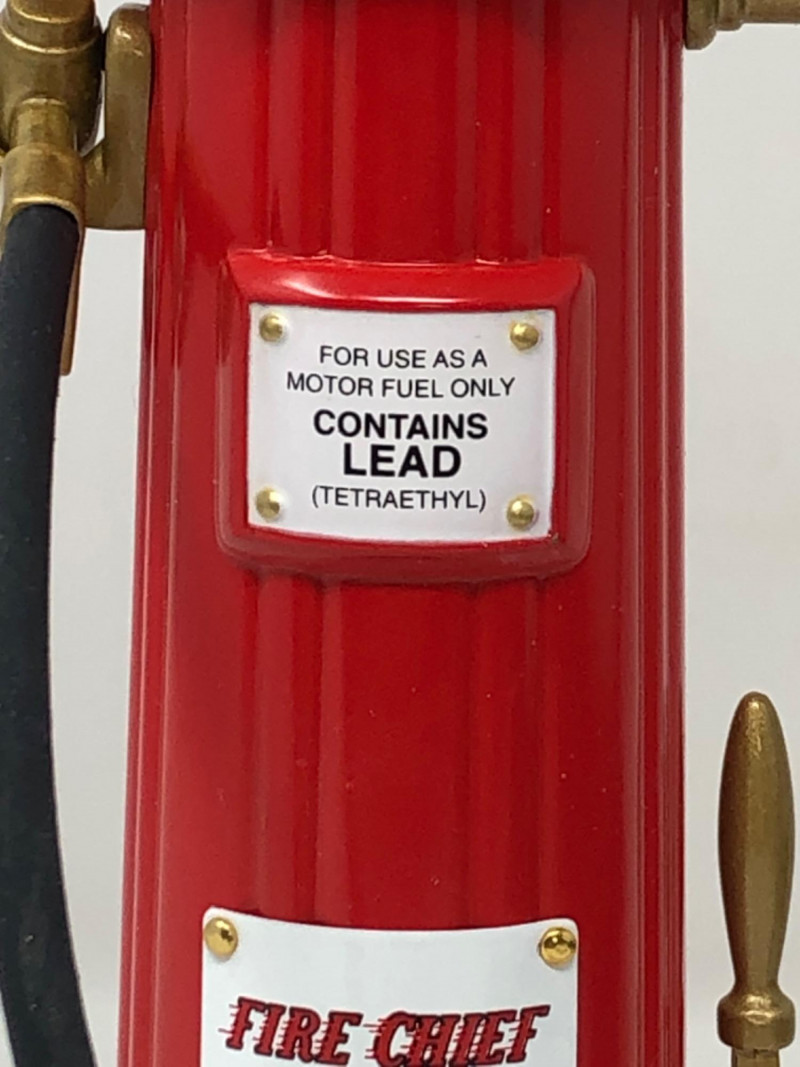 FOR USE AS A
MOTOR FUEL ONLY
CONTAINS
LEAD
(TETRAETHYL)
FIRE CHIEF